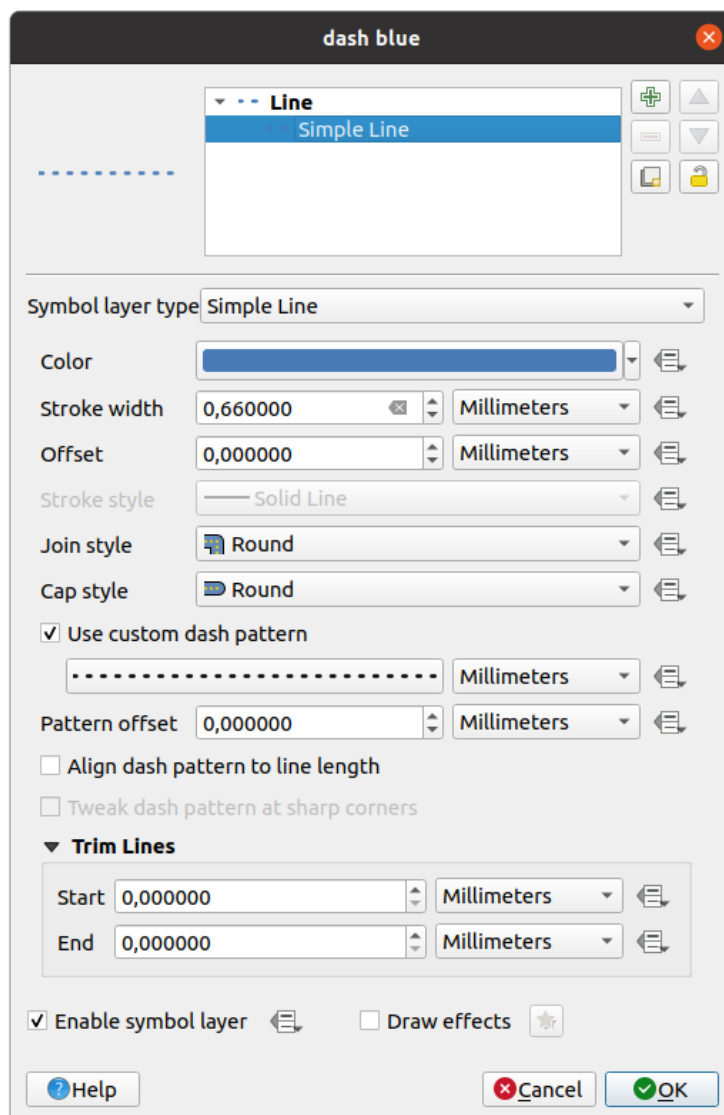 dash blue
Line
Simple Line
Symbol layer type Simple Line
Color
Stroke width 0,660000 Millimeters
Offset 0,000000 Millimeters
Stroke style Solid Line
Join style Round
Cap style Round
Use custom dash pattern
Millimeters
Pattern offset 0,000000 Millimeters
Align dash pattern to line length
Tweak dash pattern at sharp corners
Trim Lines
Start 0,000000 Millimeters
End 0,000000 Millimeters
Enable symbol layer Draw effects
Help Cancel OK